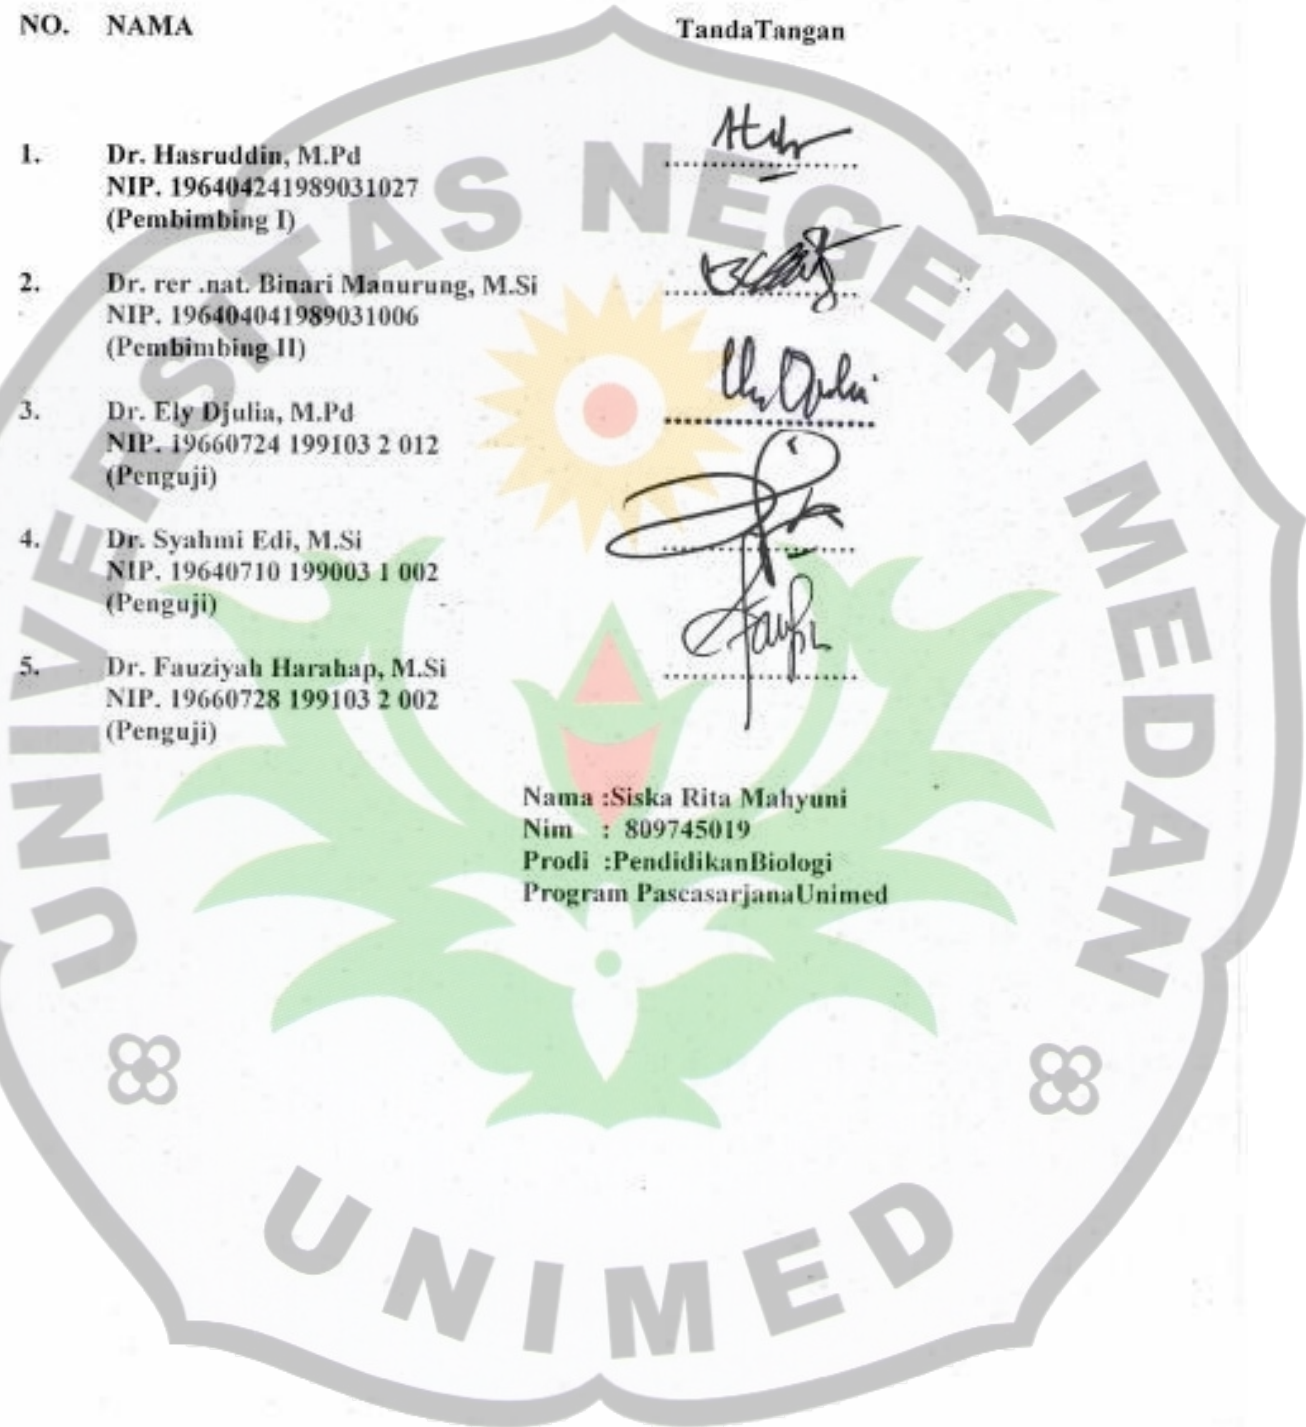 NO. NAMA TandaTangan
1. Dr. Hasruddin, M.Pd
NIP. 196404241989031027
(Pembimbing I)
2. Dr. rer .nat. Binari Manurung, M.Si
NIP. 196404041989031006
(Pembimbing II)
3. Dr. Ely Djulia, M.Pd
NIP. 19660724 199103 2 012
(Penguji)
4. Dr. Syahmi Edi, M.Si
NIP. 19640710 199003 1 002
(Penguji)
5. Dr. Fauziyah Harahap, M.Si
NIP. 19660728 199103 2 002
(Penguji)
Nama :Siska Rita Mahyuni
Nim : 809745019
Prodi :PendidikanBiologi
Program PascasarjanaUnimed
UNIVERSITAS NEGERI MEDAN
UNIMED